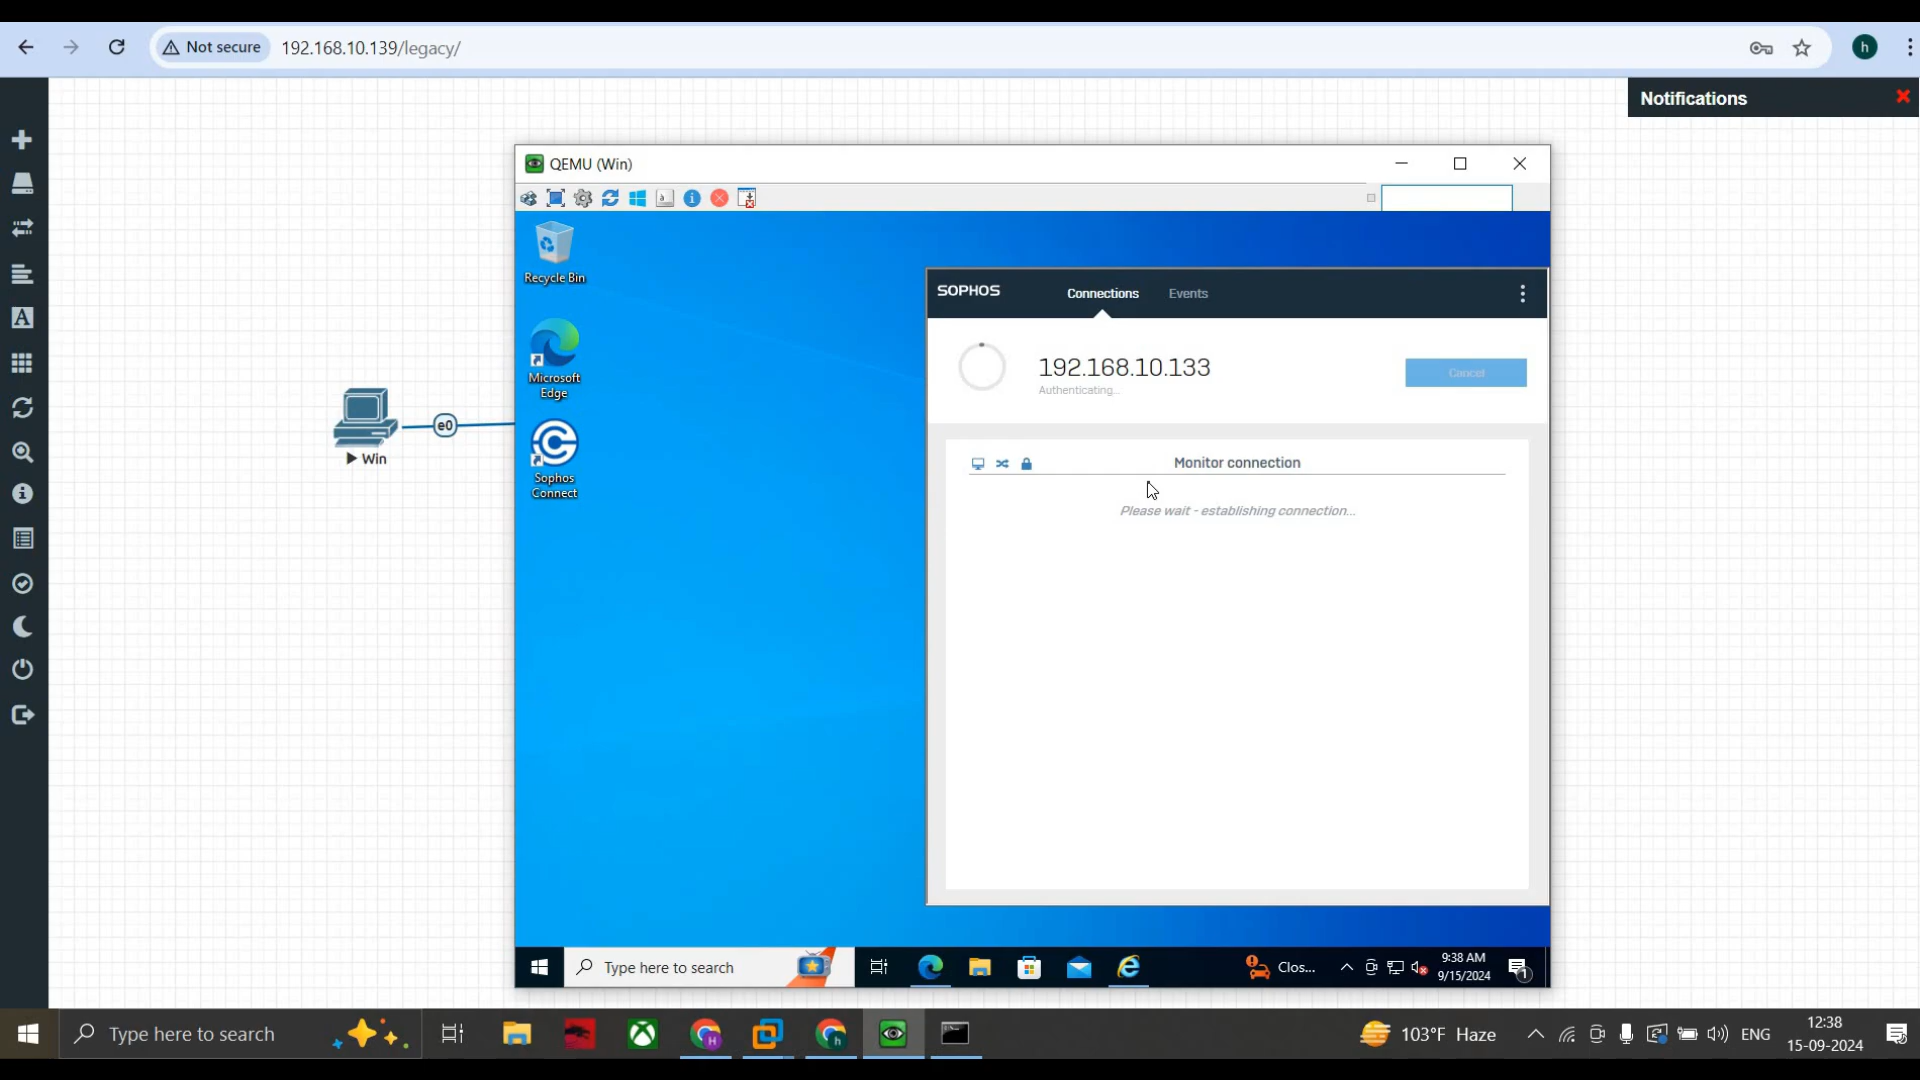 Not secure
192.168.10.139/legacy/
h
Notifications
QEMU (Win)
Recycle Bin
Microsoft
Edge
Sophos
Connect
e0
Win
SOPHOS
Connections
Events
192.168.10.133
Authenticating...
Cancel
Monitor connection
Please wait - establishing connection...
Type here to search
Clos...
9:38 AM
9/15/2024
1
Type here to search
103°F Haze
ENG
12:38
15-09-2024